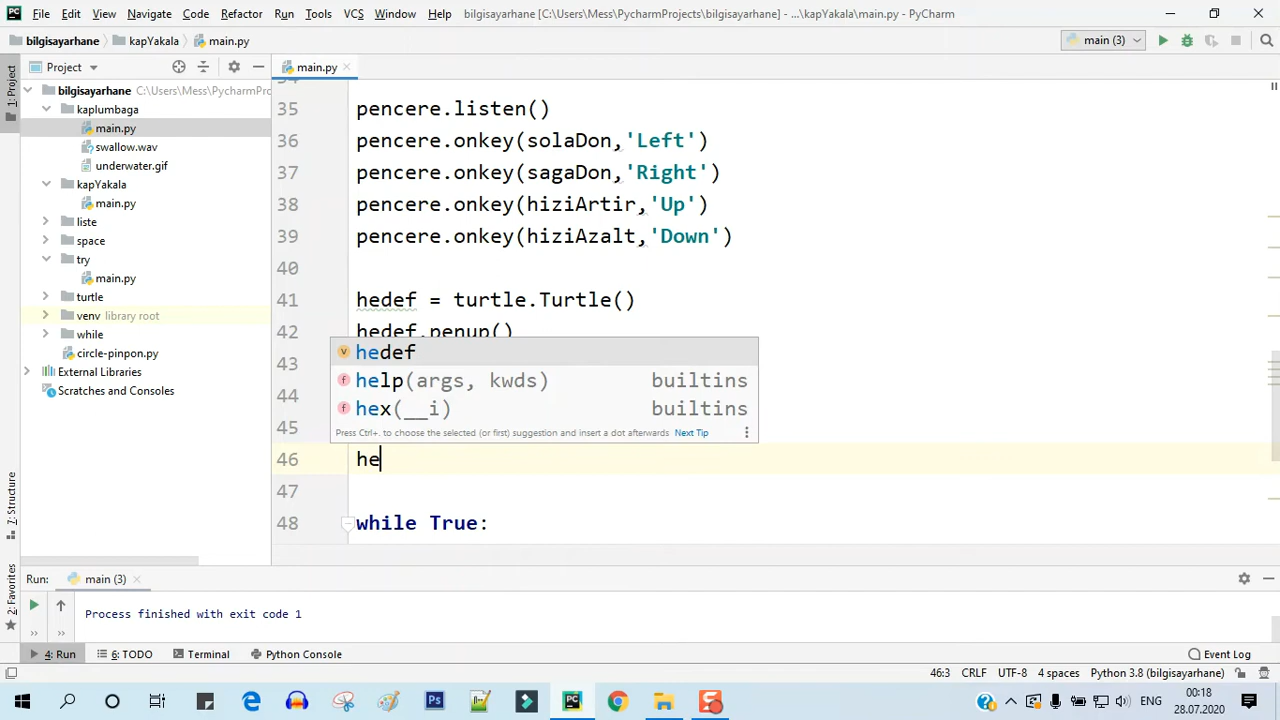 File Edit View Navigate Code Refactor Run Tools VCS Window Help bilgisayarhane [C:\Users\Mess\PycharmProjects\bilgisayarhane] - ...\kapYakala\main.py - PyCharm
bilgisayarhane kapYakala main.py main (3)
1: Project
Project
main.py
bilgisayarhane C:\Users\Mess\PycharmPro
kaplumbaga
main.py
swallow.wav
underwater.gif
kapYakala
main.py
liste
space
try
main.py
turtle
venv library root
while
circle-pinpon.py
External Libraries
Scratches and Consoles
7: Structure
2: Favorites
34
35 pencere.listen()
36 pencere.onkey(solaDon,'Left')
37 pencere.onkey(sagaDon,'Right')
38 pencere.onkey(hiziArtir,'Up')
39 pencere.onkey(hiziAzalt,'Down')
40
41 hedef = turtle.Turtle()
42 hedef.penup()
43
44
45
46 he
47
48 while True:
hedef
help(args, kwds) builtins
hex(__i) builtins
Press Ctrl+. to choose the selected (or first) suggestion and insert a dot afterwards Next Tip
Run: main (3)
Process finished with exit code 1
4: Run 6: TODO Terminal Python Console Event Log
46:3 CRLF UTF-8 4 spaces Python 3.8 (bilgisayarhane)
ENG 00:18
28.07.2020